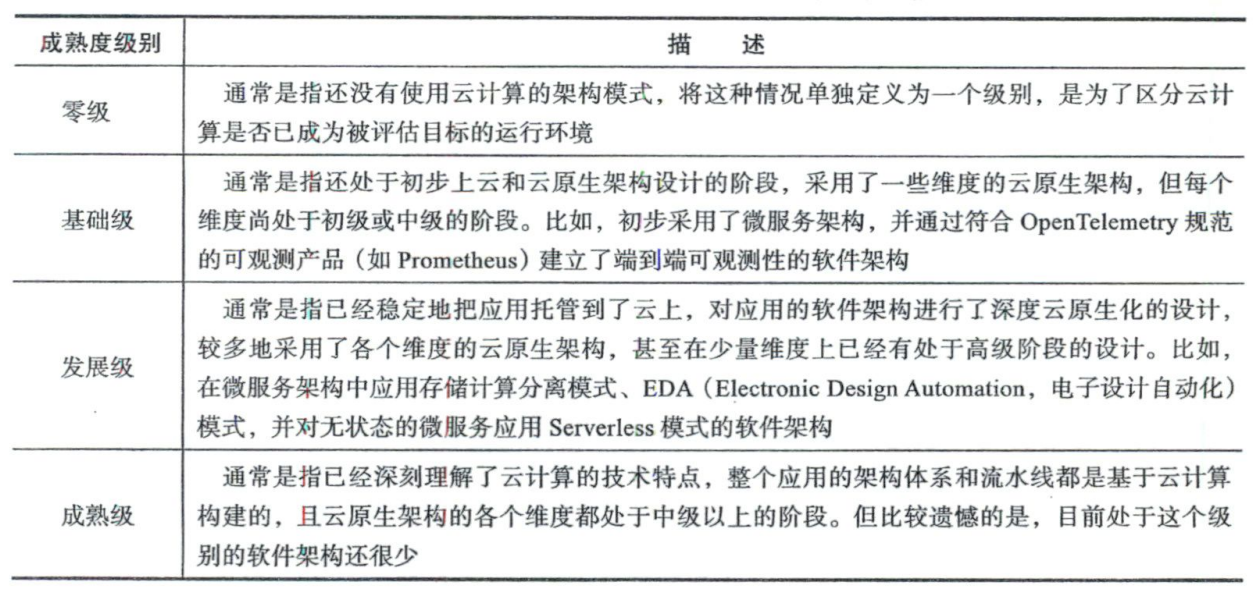 成熟度级别 描 述
零级
通常是指还没有使用云计算的架构模式，将这种情况单独定义为一个级别，是为了区分云计
算是否已成为被评估目标的运行环境
基础级
通常是指还处于初步上云和云原生架构设计的阶段，采用了一些维度的云原生架构，但每个
维度尚处于初级或中级的阶段。比如，初步采用了微服务架构，并通过符合 OpenTelemetry 规范
的可观测产品（如 Prometheus）建立了端到端可观测性的软件架构
发展级
通常是指已经稳定地把应用托管到了云上，对应用的软件架构进行了深度云原生化的设计，
较多地采用了各个维度的云原生架构，甚至在少量维度上已经有处于高级阶段的设计。比如，
在微服务架构中应用存储计算分离模式、EDA（Electronic Design Automation，电子设计自动化）
模式，并对无状态的微服务应用 Serverless 模式的软件架构
成熟级
通常是指已经深刻理解了云计算的技术特点，整个应用的架构体系和流水线都是基于云计算
构建的，且云原生架构的各个维度都处于中级以上的阶段。但比较遗憾的是，目前处于这个级
别的软件架构还很少